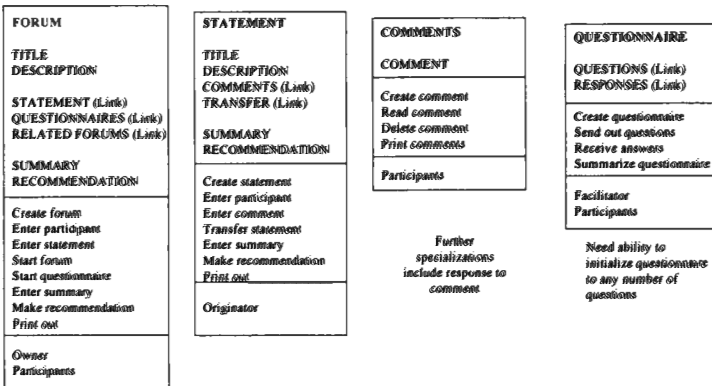 FORUM
TITLE
DESCRIPTION
STATEMENT (Link)
QUESTIONNAIRES (Link)
RELATED FORUMS (Link)
SUMMARY
RECOMMENDATION
Create forum
Enter participant
Enter statement
Start forum
Start questionnaire
Enter summary
Make recommendation
Print out
Owner
Participants
STATEMENT
TITLE
DESCRIPTION
COMMENTS (Link)
TRANSFER (Link)
SUMMARY
RECOMMENDATION
Create statement
Enter participant
Enter comment
Transfer statement
Enter summary
Make recommendation
Print out
Originator
COMMENTS
COMMENT
Create comment
Read comment
Delete comment
Print comments
Participants
Further
specializations
include response to
comment
QUESTIONNAIRE
QUESTIONS (Link)
RESPONSES (Link)
Create questionnaire
Send out questions
Receive answers
Summarize questionnaire
Facilitator
Participants
Need ability to
initialize questionnaire
to any number of
questions